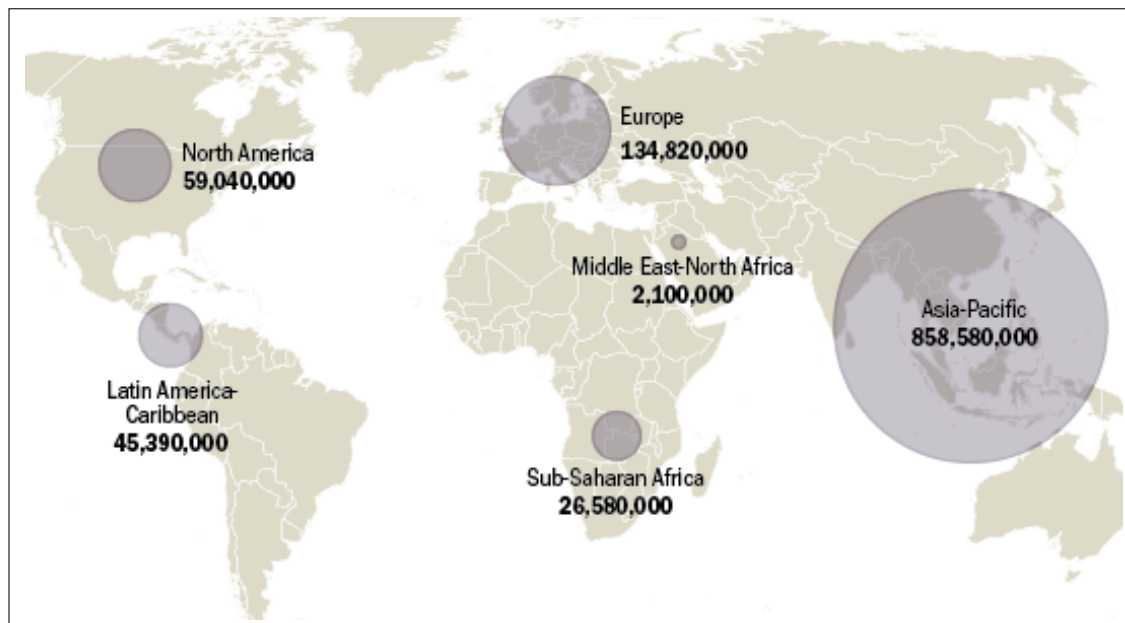 Europe
134,820,000
North America
59,040,000
Middle East-North Africa
2,100,000
Asia-Pacific
858,580,000
Latin America-
Caribbean
45,390,000
Sub-Saharan Africa
26,580,000